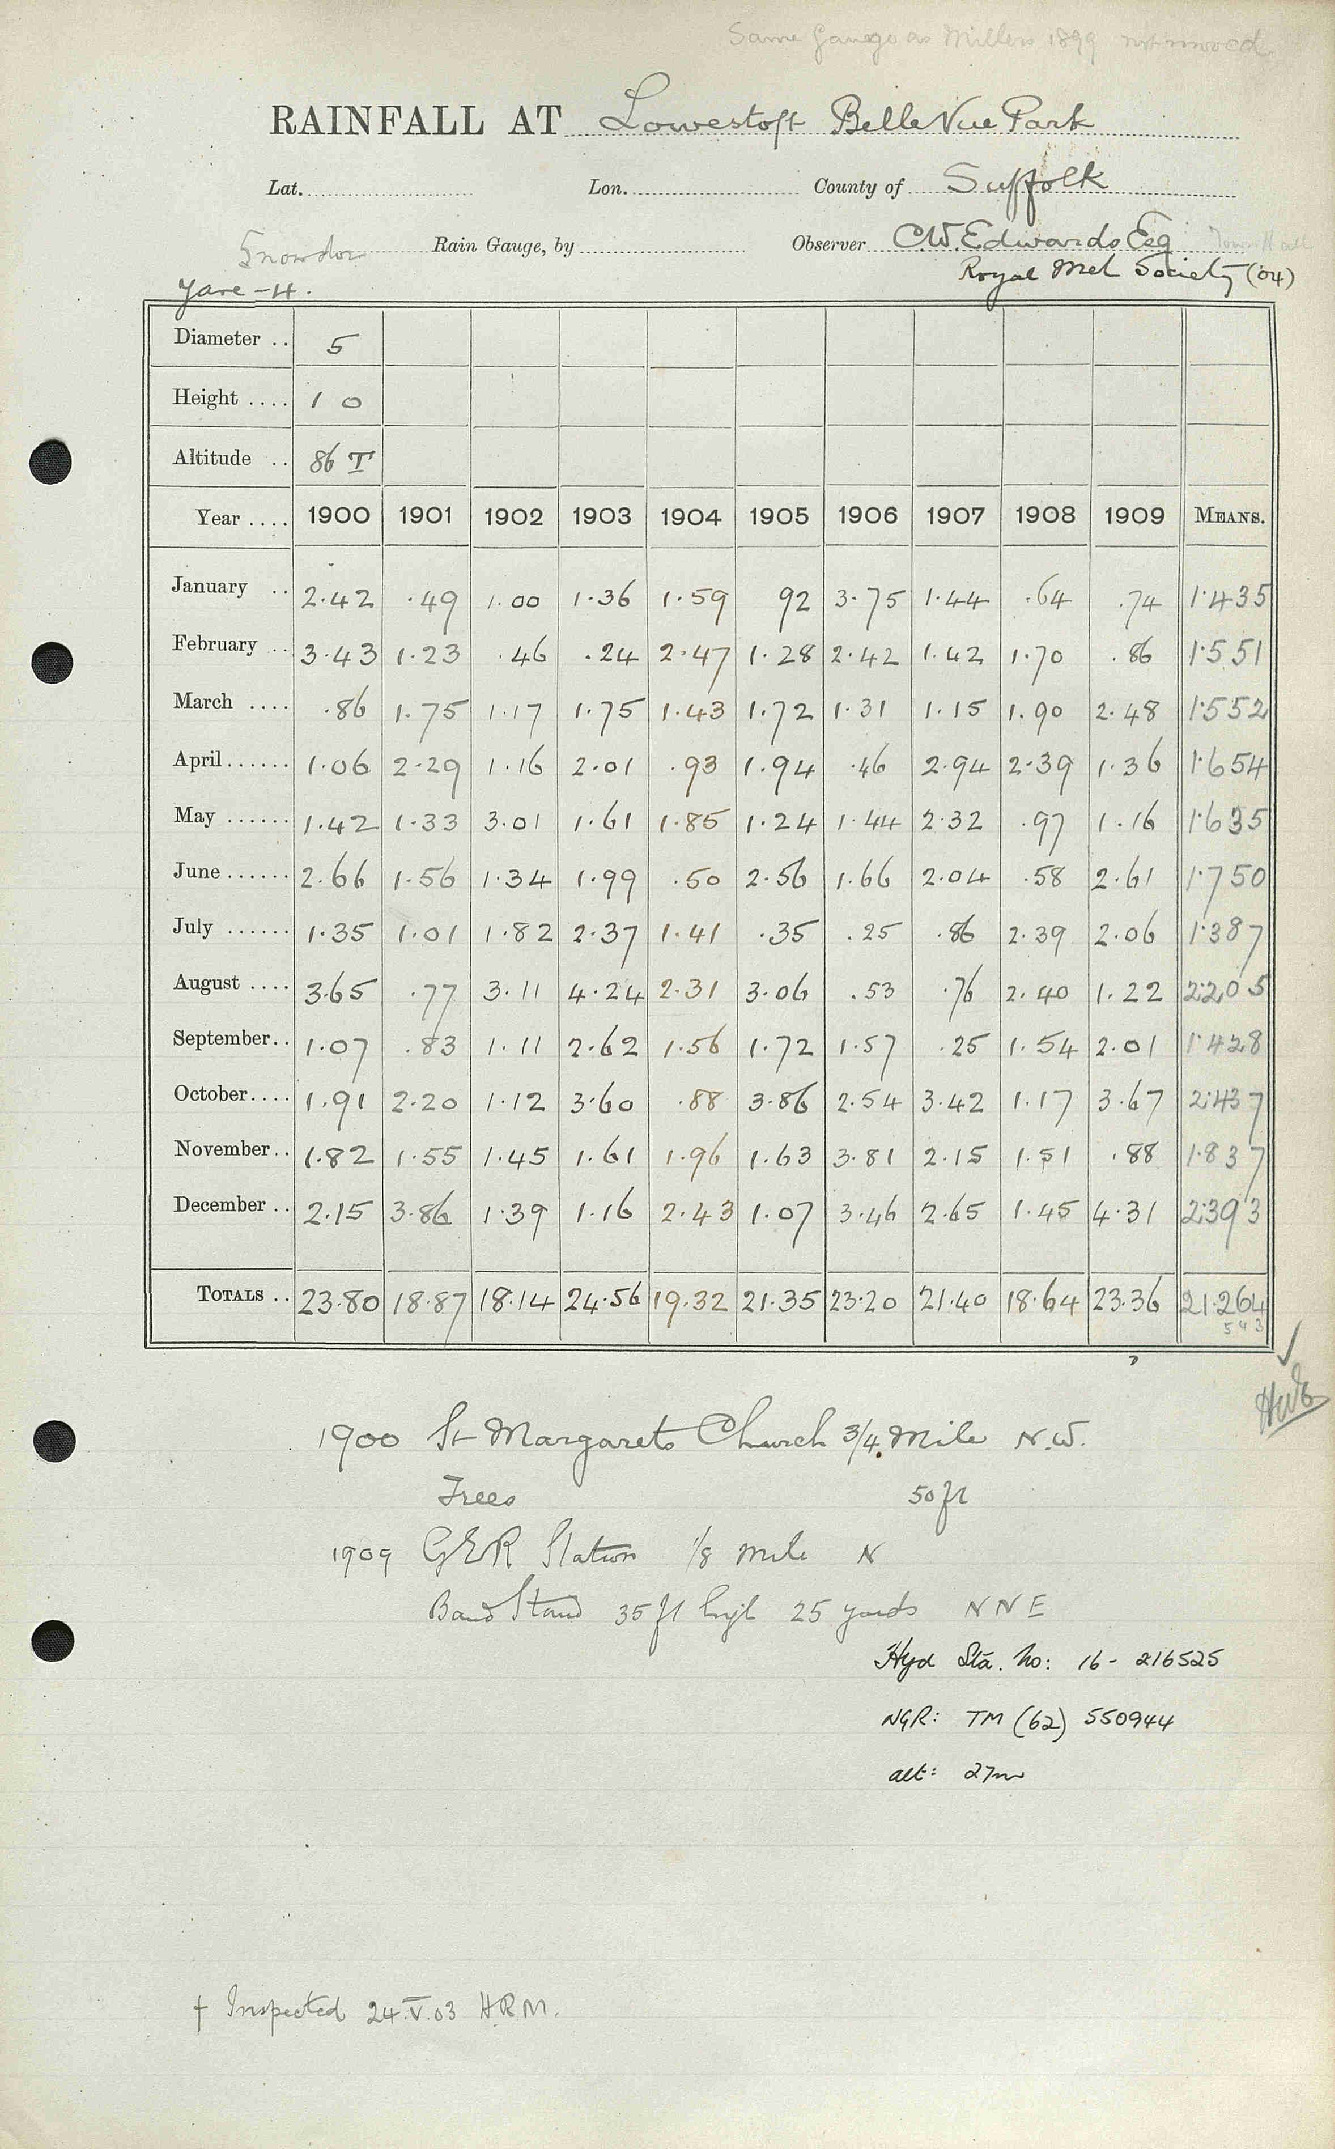 Same Gauge as Millers 1899 not moved.
RAINFALL AT Lowestoft Belle Vue Park
Lat. Lon. County of Suffolk
Snowdon Rain Gauge, by Observer C.W. Edwards Esq Town Hall
Yare - H. Royal Met Society ('04)
Diameter .. 5
Height .... 1 0
Altitude .. 86 T
Year .... 1900 1901 1902 1903 1904 1905 1906 1907 1908 1909 MEANS.
January .. 2.42 .49 1.00 1.36 1.59 92 3.75 1.44 .64 .74 1.435
February .. 3.43 1.23 .46 .24 2.47 1.28 2.42 1.42 1.70 .86 1.551
March .... .86 1.75 1.17 1.75 1.43 1.72 1.31 1.15 1.90 2.48 1.552
April ...... 1.06 2.29 1.16 2.01 .93 1.94 .46 2.94 2.39 1.36 1.654
May ...... 1.42 1.33 3.01 1.61 1.85 1.24 1.44 2.32 .97 1.16 1.635
June ...... 2.66 1.56 1.34 1.99 .50 2.56 1.66 2.04 .58 2.61 1.750
July ...... 1.35 1.01 1.82 2.37 1.41 .35 .25 .86 2.39 2.06 1.387
August .... 3.65 .77 3.11 4.24 2.31 3.06 .53 .76 2.40 1.22 2.205
September .. 1.07 .83 1.11 2.62 1.56 1.72 1.57 .25 1.54 2.01 1.428
October .... 1.91 2.20 1.12 3.60 .88 3.86 2.54 3.42 1.17 3.67 2.437
November .. 1.82 1.55 1.45 1.61 1.96 1.63 3.81 2.15 1.51 .88 1.837
December .. 2.15 3.86 1.39 1.16 2.43 1.07 3.46 2.65 1.45 4.31 2.393
TOTALS .. 23.80 18.87 18.14 24.56 19.32 21.35 23.20 21.40 18.64 23.36 21.264
543
?
1900 St Margarets Church 3/4 Mile N.W.
Trees 50 ft
1909 GER Station 1/8 mile N
Band Stand 35 ft high 25 yards NNE
Hyd Sta. No: 16 - 216525
NGR: TM (62) 550944
alt: 27m
† Inspected 24.V.03 H.R.M.